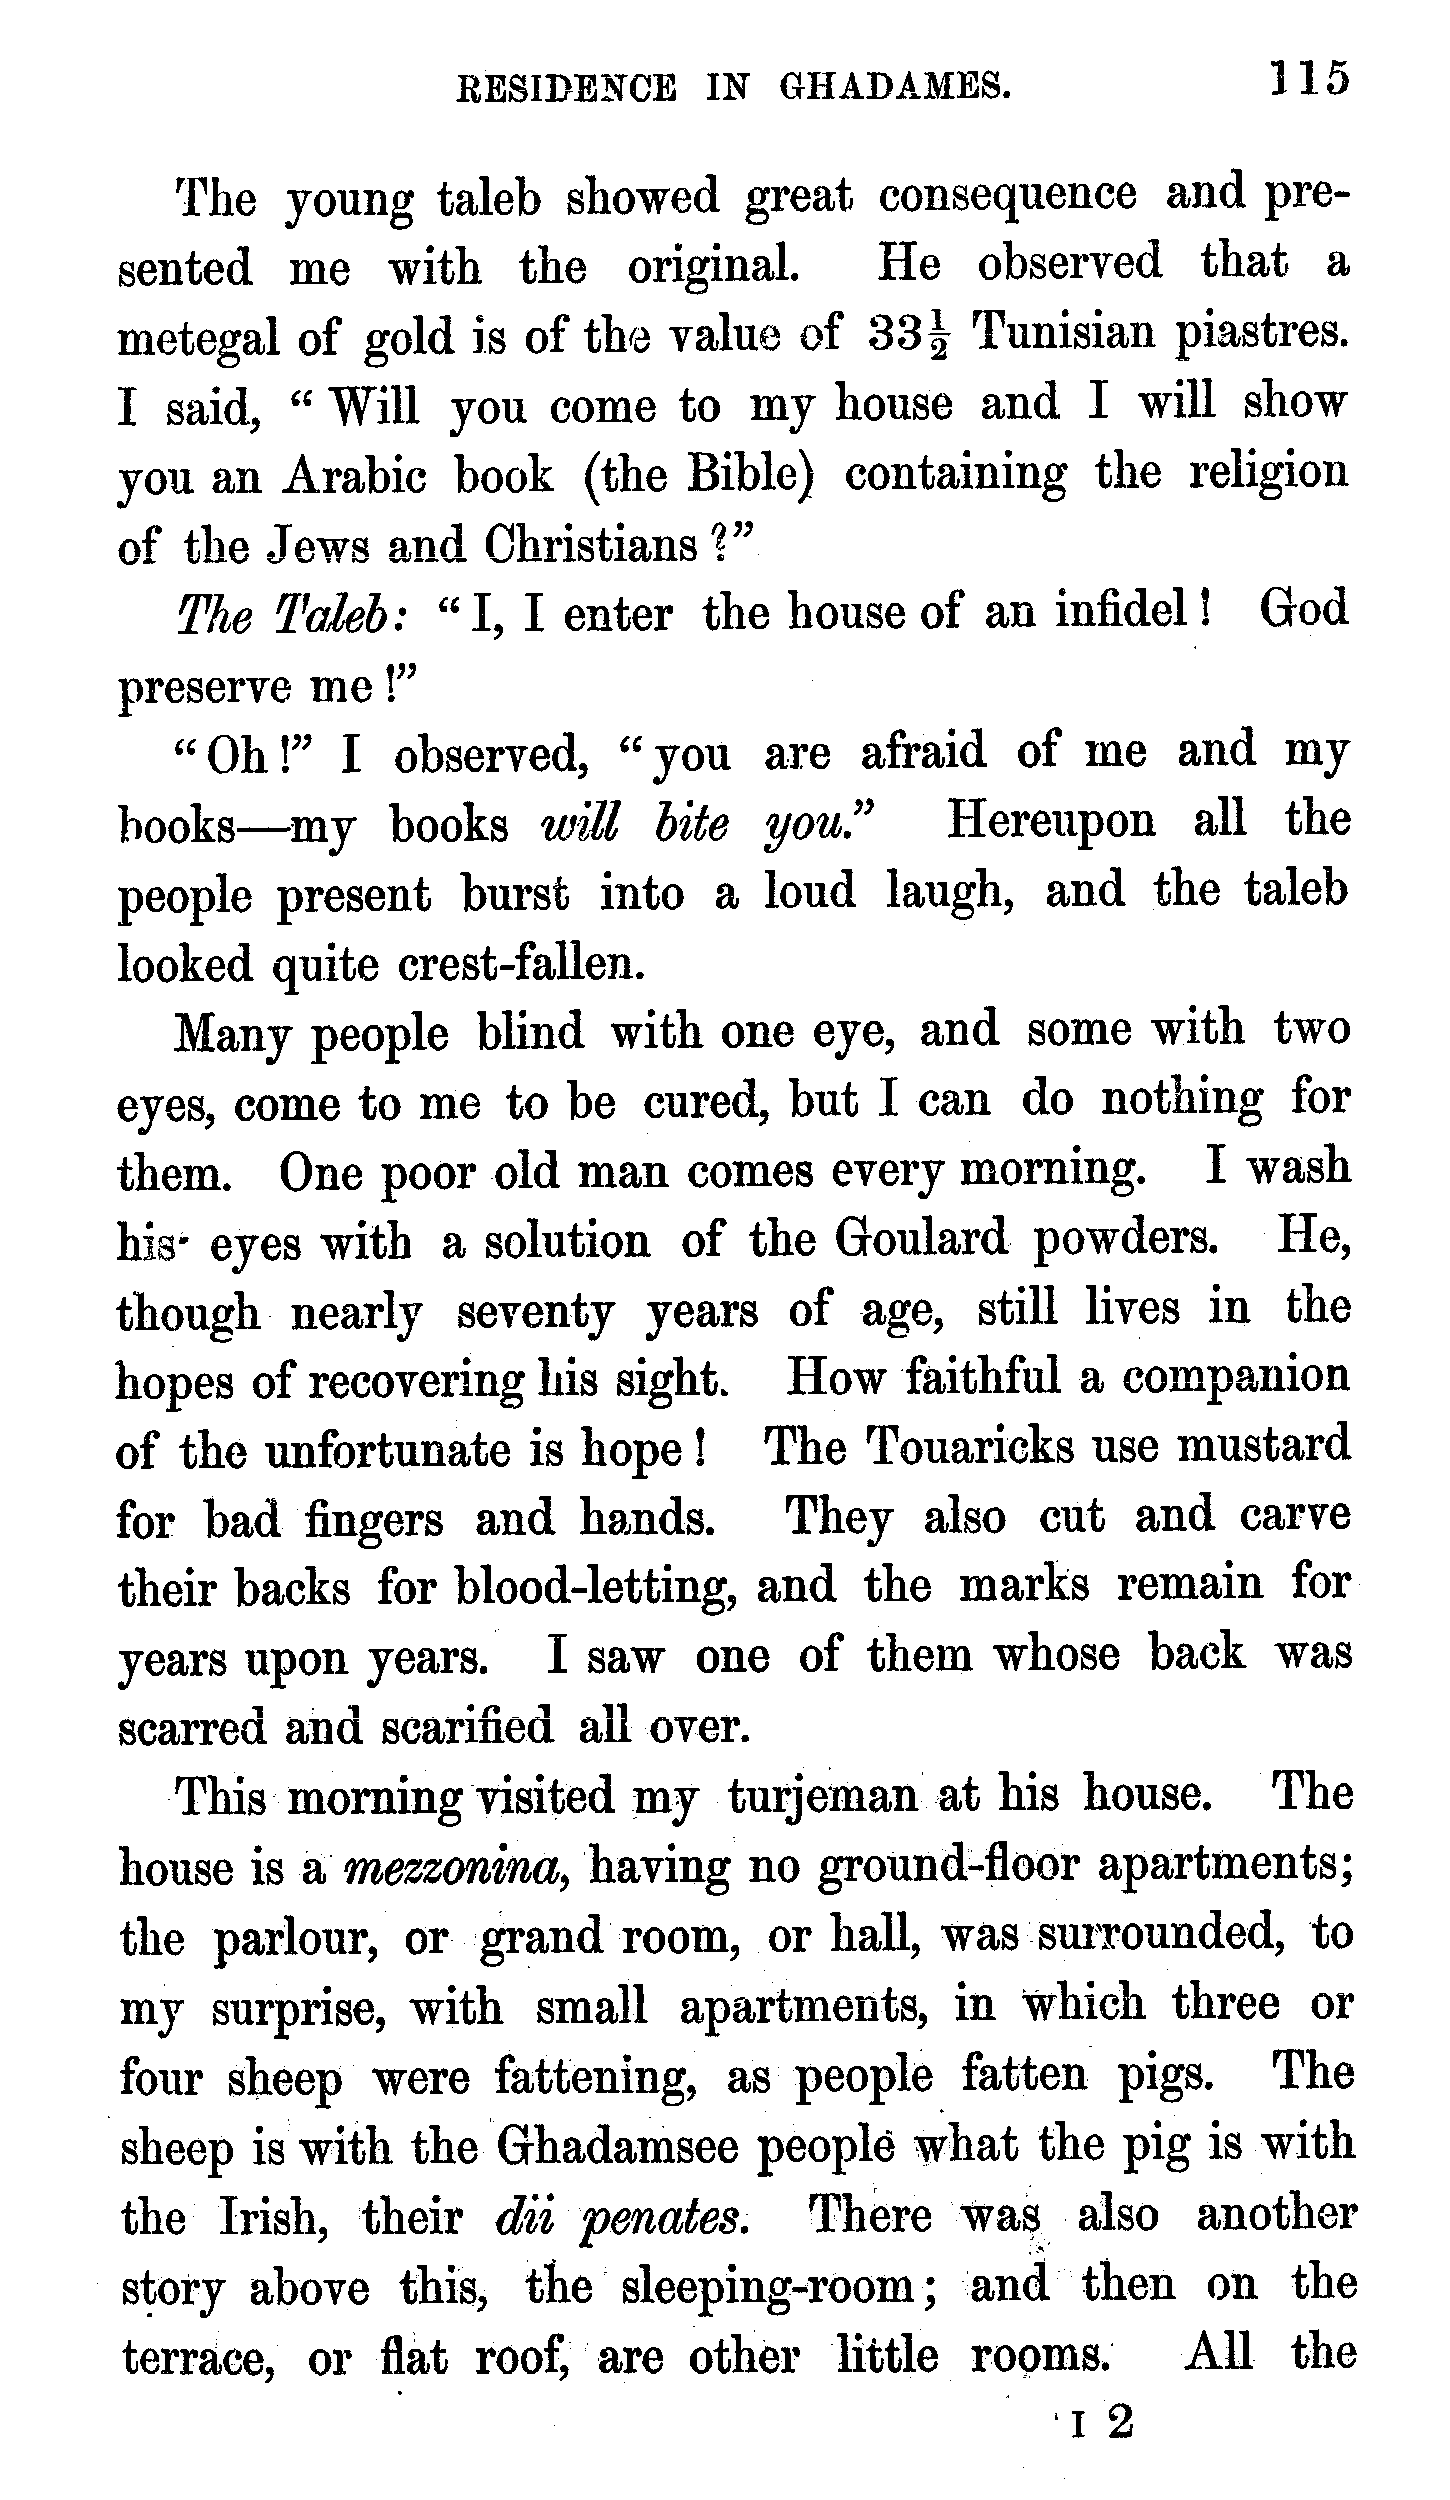 RESIDENCE IN GHADAMES. 115
The young taleb showed great consequence and pre-
sented me with the original. He observed that a
metegal of gold is of the value of 33½ Tunisian piastres.
I said, “Will you come to my house and I will show
you an Arabic book (the Bible) containing the religion
of the Jews and Christians?”
The Taleb: “I, I enter the house of an infidel! God
preserve me!”
“Oh!” I observed, “you are afraid of me and my
books—my books will bite you.” Hereupon all the
people present burst into a loud laugh, and the taleb
looked quite crest-fallen.
Many people blind with one eye, and some with two
eyes, come to me to be cured, but I can do nothing for
them. One poor old man comes every morning. I wash
his eyes with a solution of the Goulard powders. He,
though nearly seventy years of age, still lives in the
hopes of recovering his sight. How faithful a companion
of the unfortunate is hope! The Touaricks use mustard
for bad fingers and hands. They also cut and carve
their backs for blood-letting, and the marks remain for
years upon years. I saw one of them whose back was
scarred and scarified all over.
This morning visited my turjeman at his house. The
house is a mezzonina, having no ground-floor apartments;
the parlour, or grand room, or hall, was surrounded, to
my surprise, with small apartments, in which three or
four sheep were fattening, as people fatten pigs. The
sheep is with the Ghadamsee people what the pig is with
the Irish, their dii penates. There was also another
story above this, the sleeping-room; and then on the
terrace, or flat roof, are other little rooms. All the
I 2